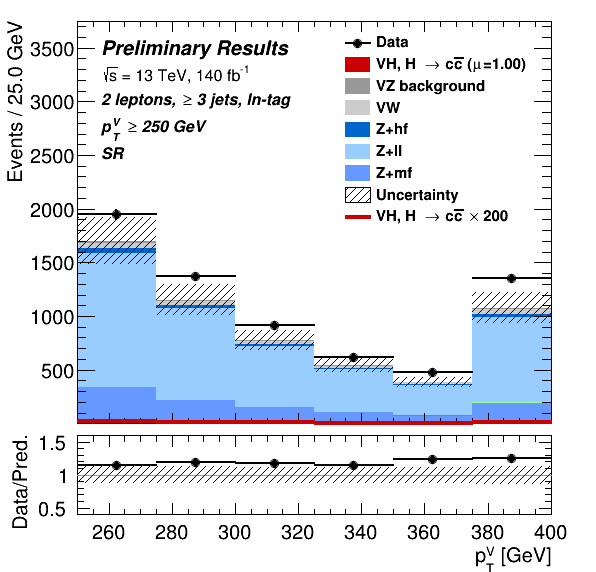 Events / 25.0 GeV
3500
3000
2500
2000
1500
1000
500
Preliminary Results
√s = 13 TeV, 140 fb⁻¹
2 leptons, ≥ 3 jets, ln-tag
p_T^V ≥ 250 GeV
SR
Data
VH, H → cc̅ (μ=1.00)
VZ background
VW
Z+hf
Z+ll
Z+mf
Uncertainty
VH, H → cc̅ × 200
Data/Pred.
1.5
1
0.5
260 280 300 320 340 360 380 400
p_T^V [GeV]